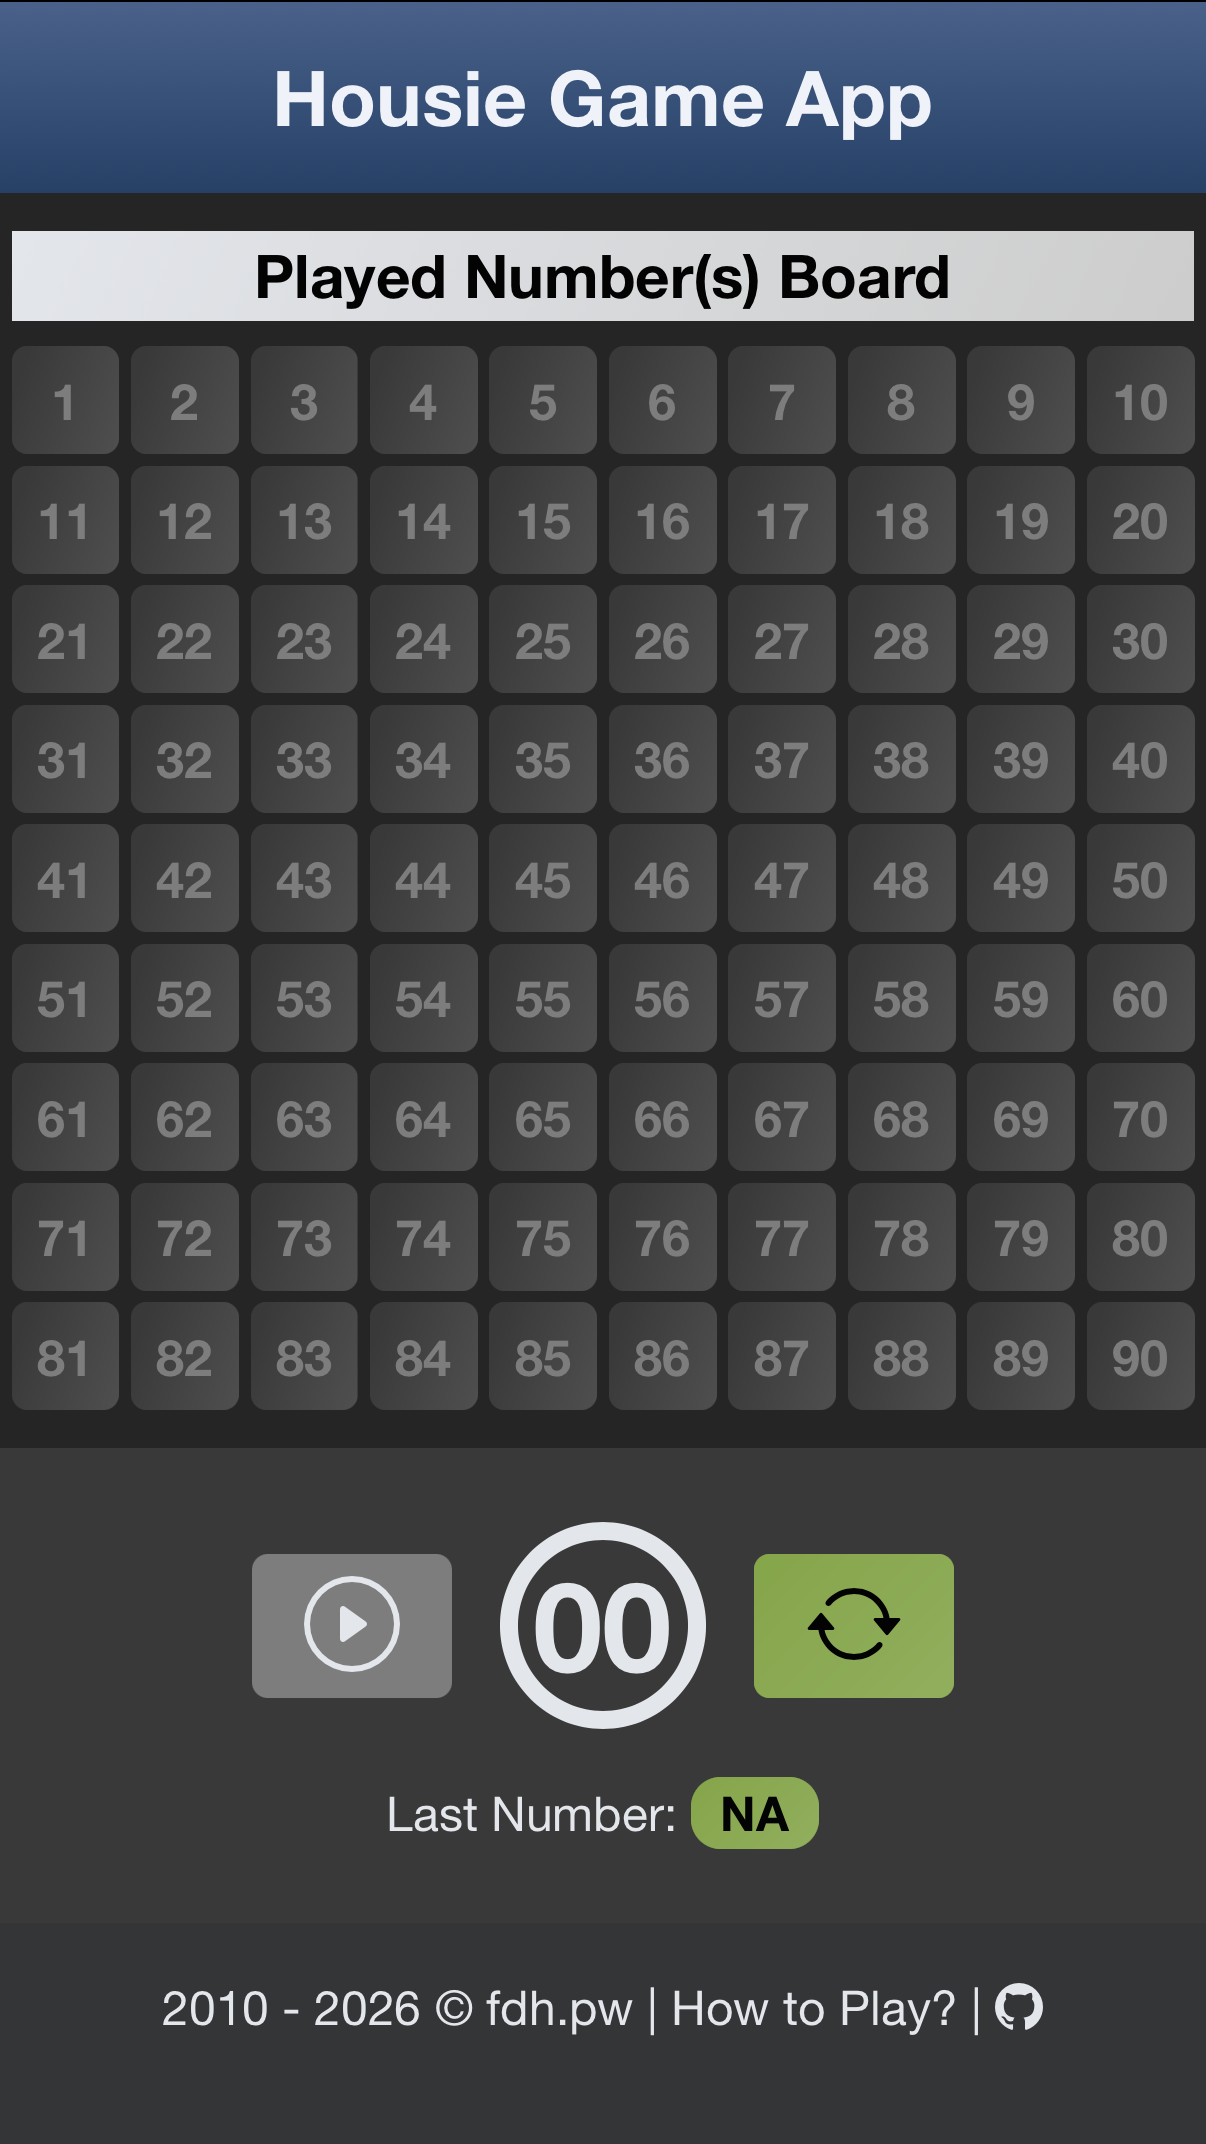 Housie Game App
Played Number(s) Board
1 2 3 4 5 6 7 8 9 10
11 12 13 14 15 16 17 18 19 20
21 22 23 24 25 26 27 28 29 30
31 32 33 34 35 36 37 38 39 40
41 42 43 44 45 46 47 48 49 50
51 52 53 54 55 56 57 58 59 60
61 62 63 64 65 66 67 68 69 70
71 72 73 74 75 76 77 78 79 80
81 82 83 84 85 86 87 88 89 90
00
Last Number: NA
2010 - 2026 © fdh.pw | How to Play? |